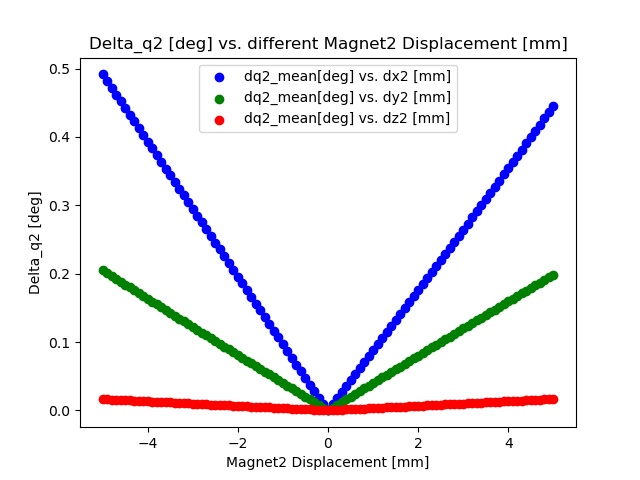 Delta_q2 [deg] vs. different Magnet2 Displacement [mm]
dq2_mean[deg] vs. dx2 [mm]
dq2_mean[deg] vs. dy2 [mm]
dq2_mean[deg] vs. dz2 [mm]
Delta_q2 [deg]
0.5
0.4
0.3
0.2
0.1
0.0
−4 −2 0 2 4
Magnet2 Displacement [mm]